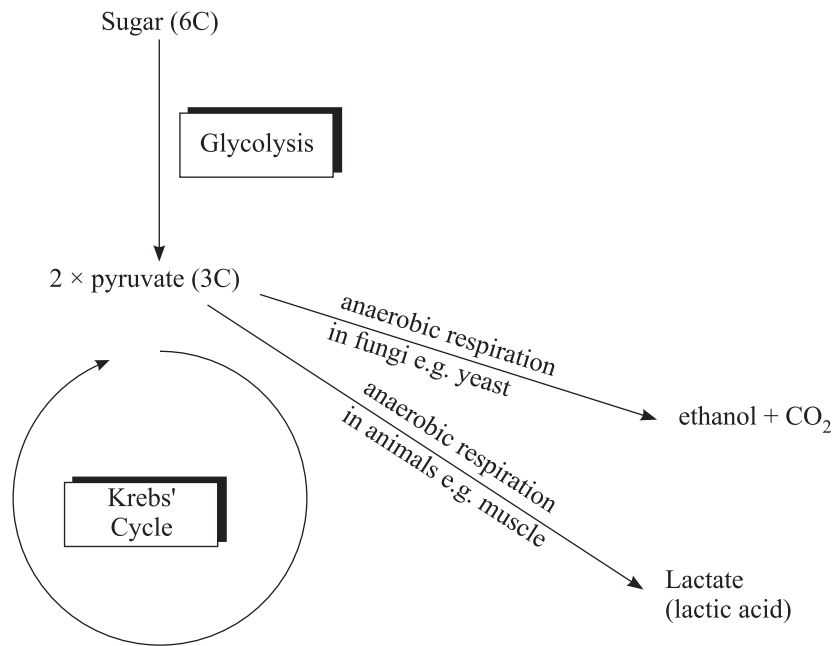 Sugar (6C)
Glycolysis
2 × pyruvate (3C)
anaerobic respiration
in fungi e.g. yeast
ethanol + CO₂
anaerobic respiration
in animals e.g. muscle
Krebs'
Cycle
Lactate
(lactic acid)